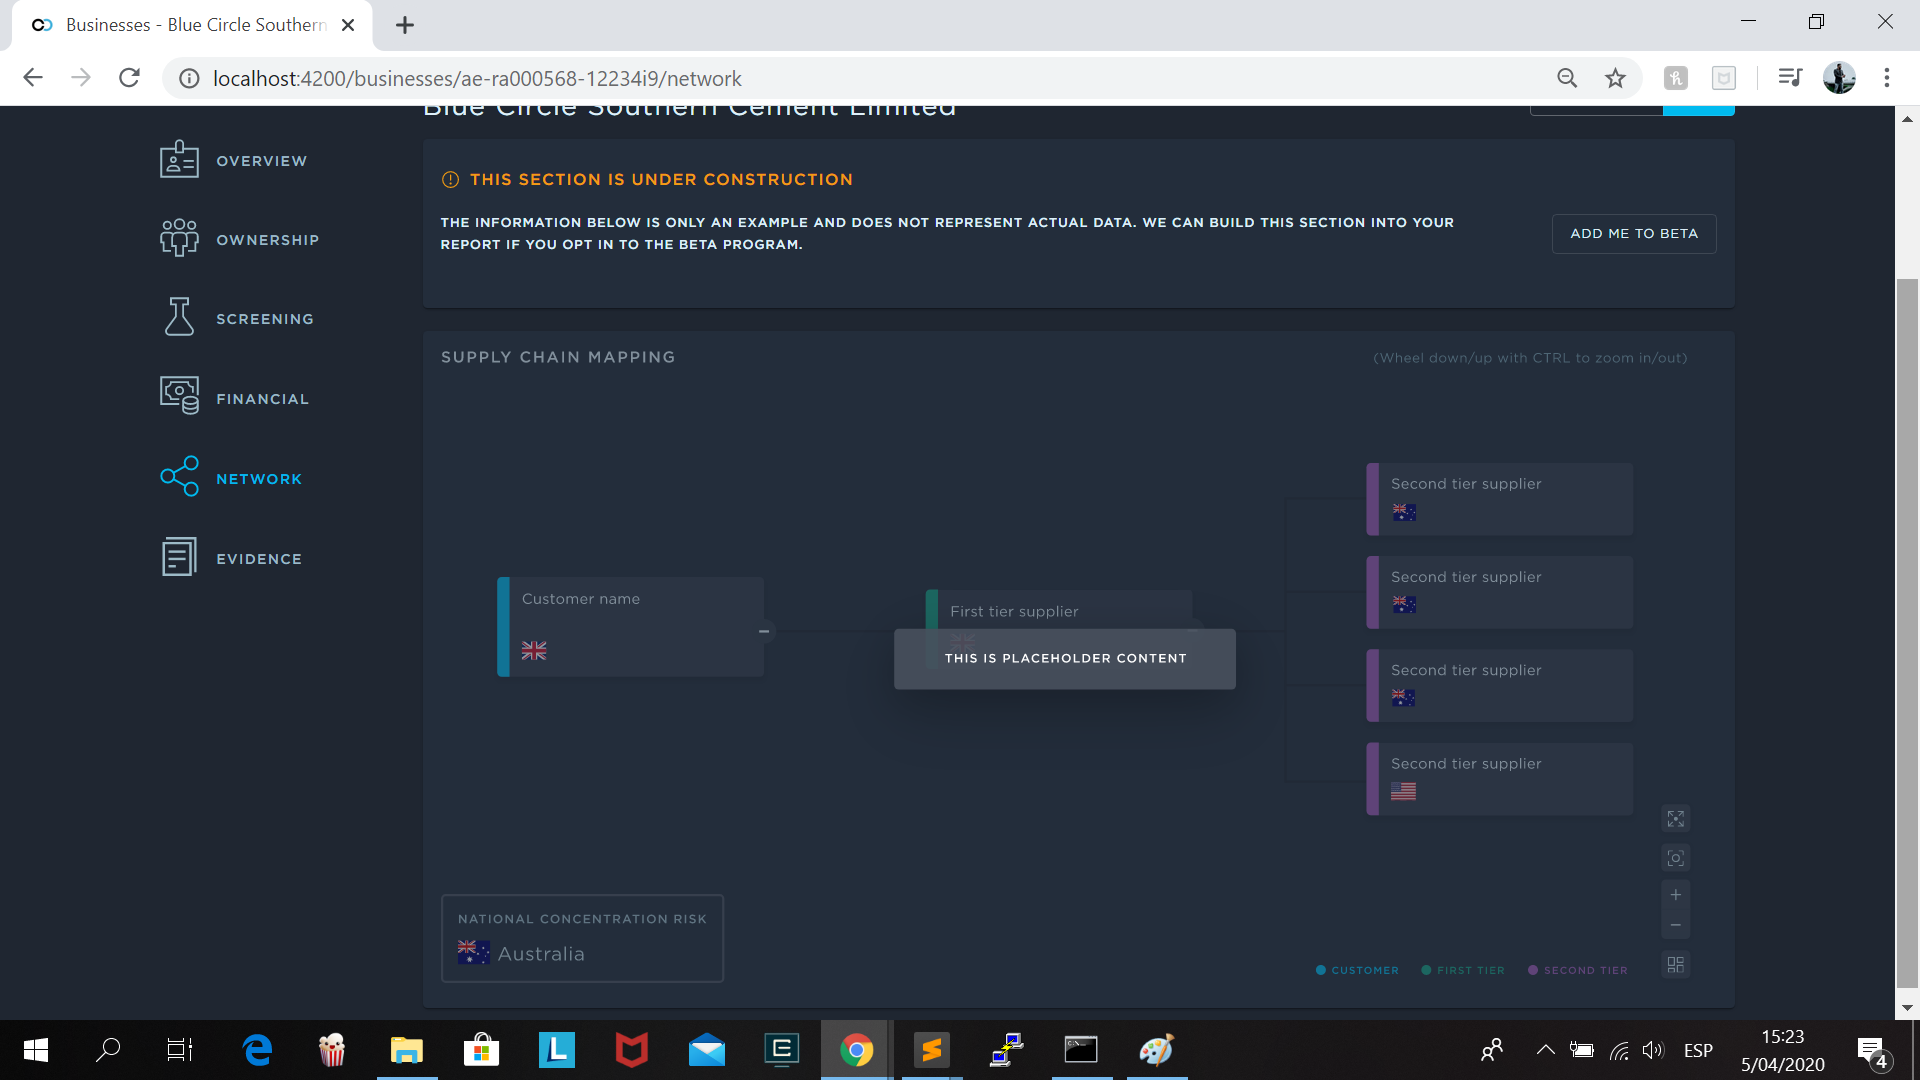 Businesses - Blue Circle Southern
localhost:4200/businesses/ae-ra000568-12234i9/network
Blue Circle Southern Cement Limited
OVERVIEW
OWNERSHIP
SCREENING
FINANCIAL
NETWORK
EVIDENCE
THIS SECTION IS UNDER CONSTRUCTION
THE INFORMATION BELOW IS ONLY AN EXAMPLE AND DOES NOT REPRESENT ACTUAL DATA. WE CAN BUILD THIS SECTION INTO YOUR
REPORT IF YOU OPT IN TO THE BETA PROGRAM.
ADD ME TO BETA
SUPPLY CHAIN MAPPING
(Wheel down/up with CTRL to zoom in/out)
Customer name
First tier supplier
THIS IS PLACEHOLDER CONTENT
Second tier supplier
Second tier supplier
Second tier supplier
Second tier supplier
NATIONAL CONCENTRATION RISK
Australia
CUSTOMER
FIRST TIER
SECOND TIER
ESP
15:23
5/04/2020
4